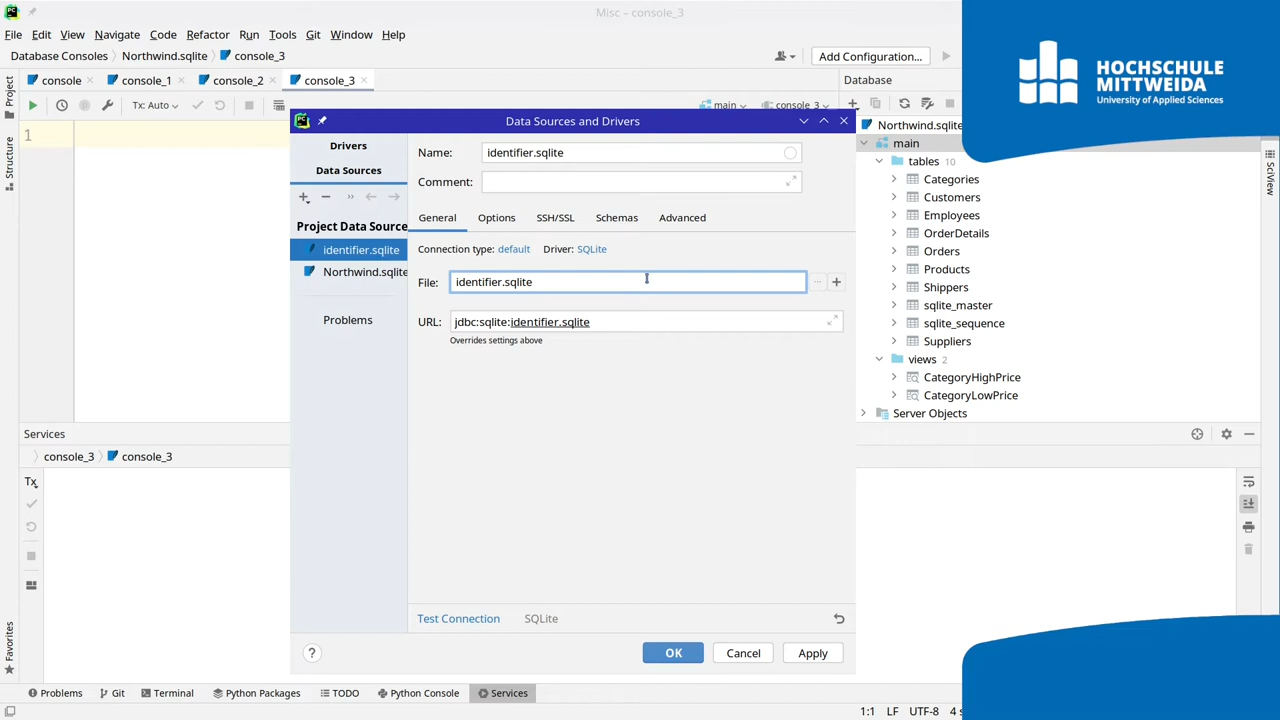 Misc – console_3
File Edit View Navigate Code Refactor Run Tools Git Window Help
Database Consoles Northwind.sqlite console_3
Add Configuration...
console console_1 console_2 console_3
Database
Tx: Auto
main console_3
1
Data Sources and Drivers
Drivers
Data Sources
Project Data Source
identifier.sqlite
Northwind.sqlite
Problems
Name: identifier.sqlite
Comment:
General Options SSH/SSL Schemas Advanced
Connection type: default Driver: SQLite
File: identifier.sqlite
URL: jdbc:sqlite:identifier.sqlite
Overrides settings above
Test Connection SQLite
? OK Cancel Apply
Northwind.sqlite
main
tables 10
Categories
Customers
Employees
OrderDetails
Orders
Products
Shippers
sqlite_master
sqlite_sequence
Suppliers
views 2
CategoryHighPrice
CategoryLowPrice
Server Objects
HOCHSCHULE
MITTWEIDA
University of Applied Sciences
Project
Structure
Favorites
SciView
Services
console_3 console_3
Tx
Problems Git Terminal Python Packages TODO Python Console Services
1:1 LF UTF-8 4 s